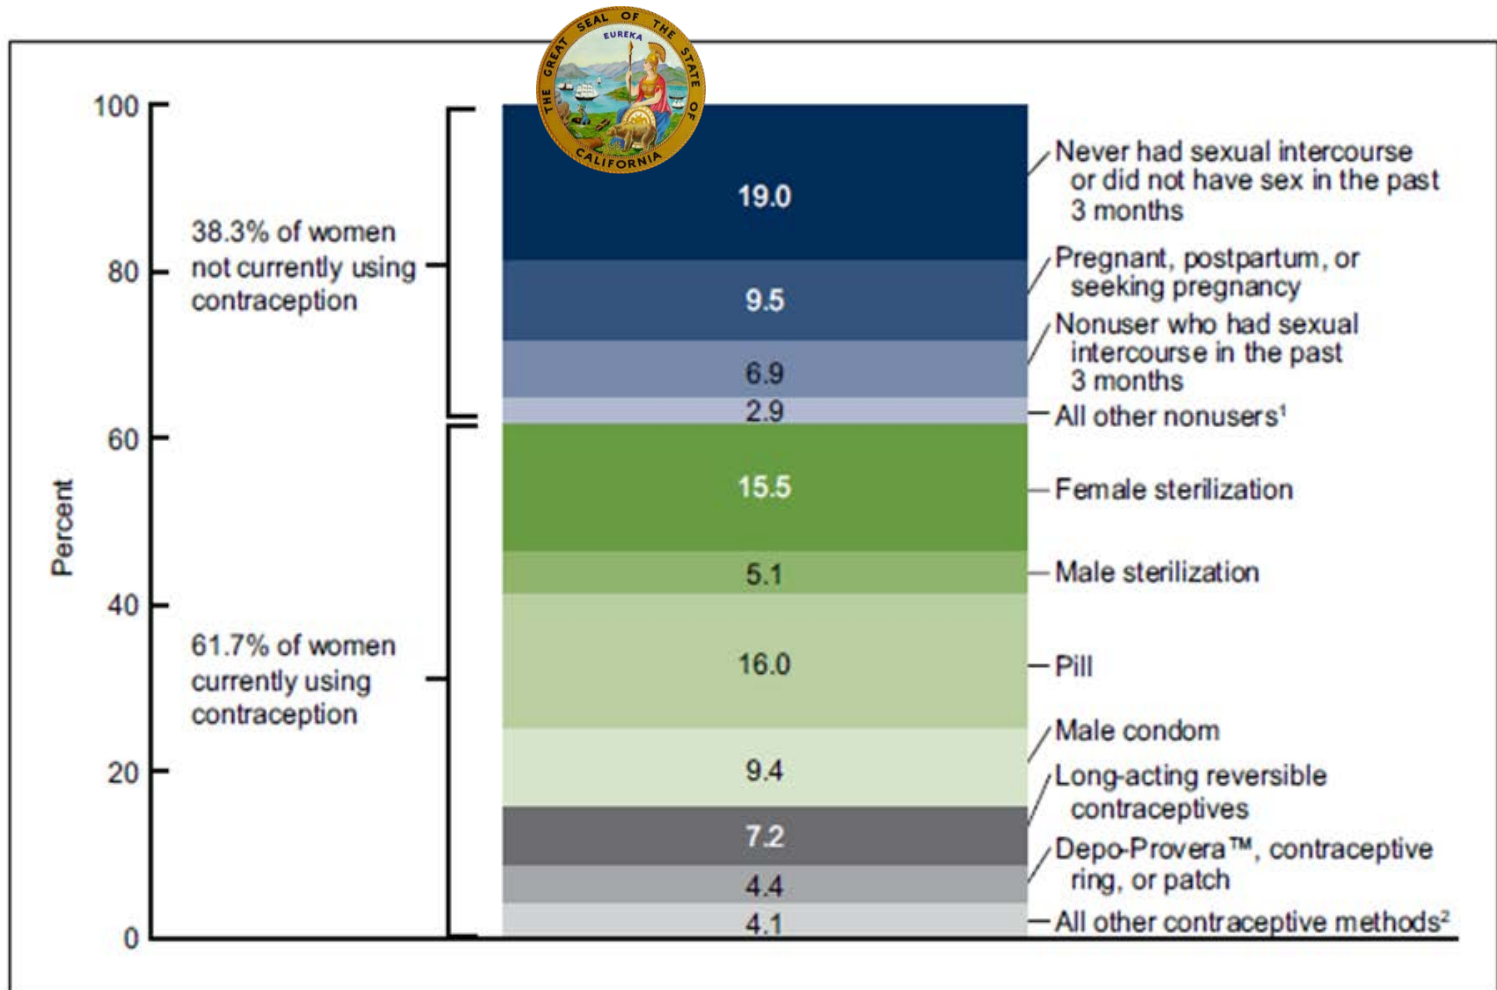 THE GREAT SEAL OF THE STATE OF CALIFORNIA
EUREKA
100
80
60
40
20
0
Percent
38.3% of women
not currently using
contraception
61.7% of women
currently using
contraception
19.0
9.5
6.9
2.9
15.5
5.1
16.0
9.4
7.2
4.4
4.1
Never had sexual intercourse
or did not have sex in the past
3 months
Pregnant, postpartum, or
seeking pregnancy
Nonuser who had sexual
intercourse in the past
3 months
All other nonusers¹
Female sterilization
Male sterilization
Pill
Male condom
Long-acting reversible
contraceptives
Depo-Provera™, contraceptive
ring, or patch
All other contraceptive methods²